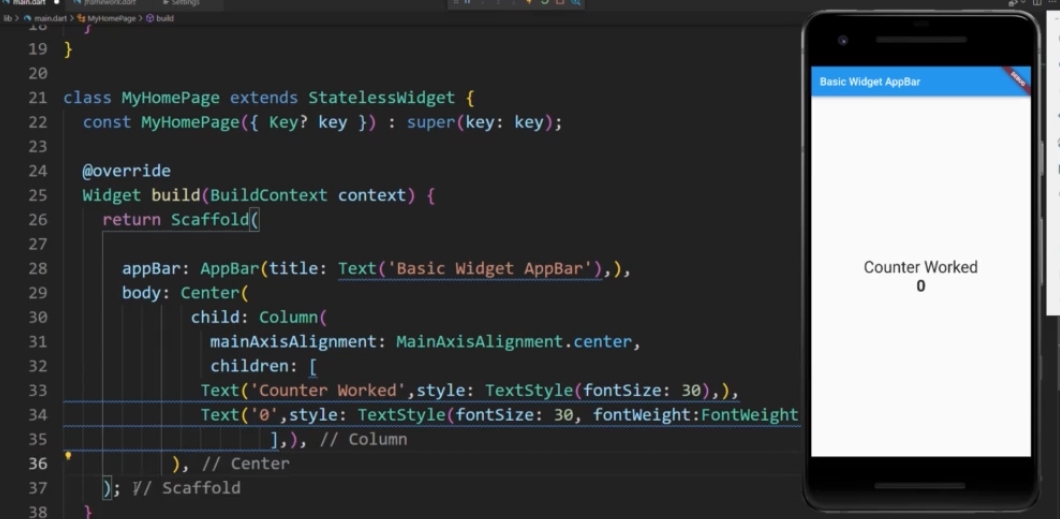 main.dart framework.dart Settings
lib > main.dart > MyHomePage > build
18 }
19 }
20
21 class MyHomePage extends StatelessWidget {
22 const MyHomePage({ Key? key }) : super(key: key);
23
24 @override
25 Widget build(BuildContext context) {
26 return Scaffold(
27
28 appBar: AppBar(title: Text('Basic Widget AppBar'),),
29 body: Center(
30 child: Column(
31 mainAxisAlignment: MainAxisAlignment.center,
32 children: [
33 Text('Counter Worked',style: TextStyle(fontSize: 30),),
34 Text('0',style: TextStyle(fontSize: 30, fontWeight:FontWeight
35 ],), // Column
36 ), // Center
37 ); // Scaffold
38 }
Basic Widget AppBar
DEBUG
Counter Worked
0